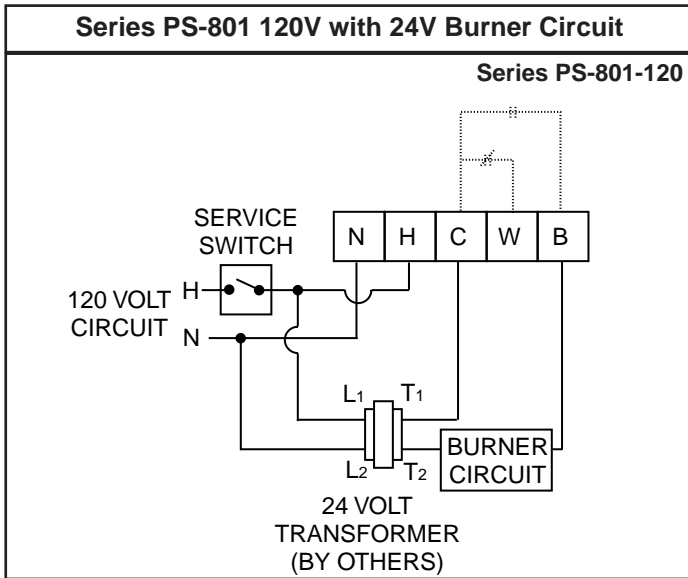 Series PS-801 120V with 24V Burner Circuit
Series PS-801-120
SERVICE
SWITCH
N H C W B
120 VOLT
CIRCUIT
H
N
L1 T1
L2 T2
BURNER
CIRCUIT
24 VOLT
TRANSFORMER
(BY OTHERS)